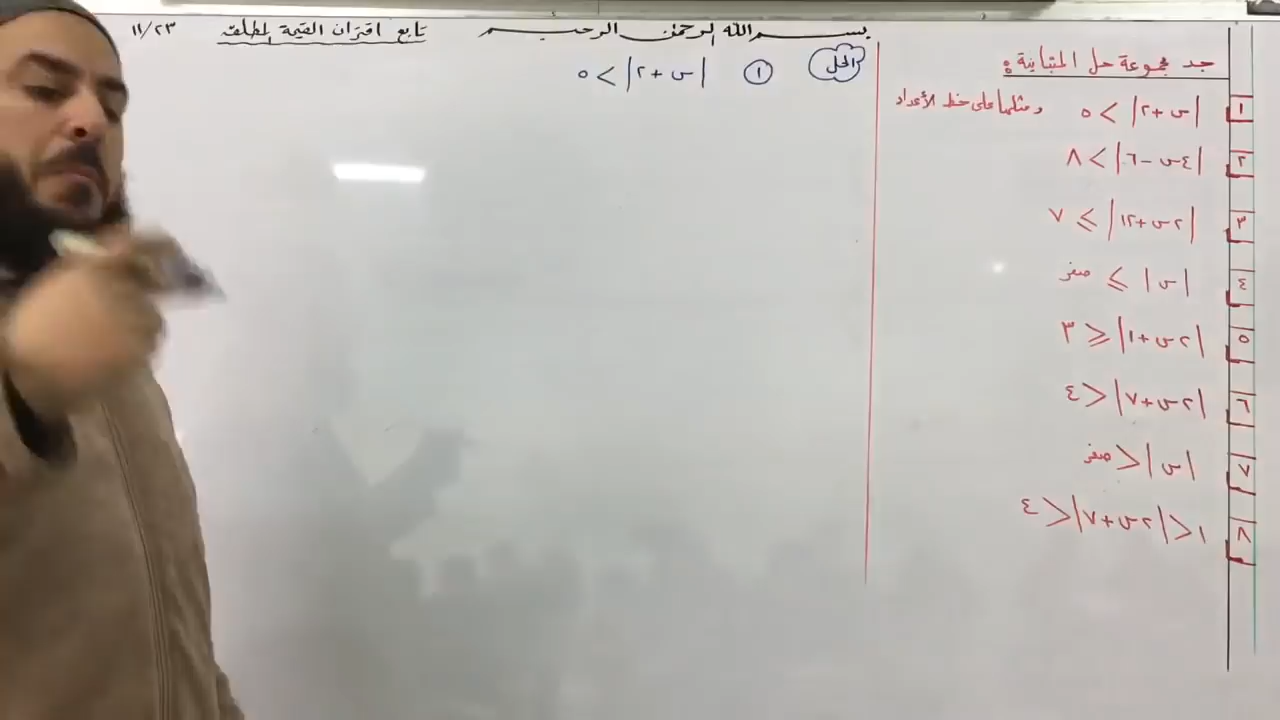 بسم الله الرحمن الرحيم
تابع اقتران القيمة المطلقة
١١/٢٣
جد مجموعة حل المتباينة :
١ |س + ٢| > ٥ ومثلها على خط الأعداد
٢ |٤س - ٦| > ٨
٣ |٢س + ١٢| ≥ ٧
٤ |س| ≥ صفر
٥ |٢س + ١| ≤ ٣
٦ |٢س + ٧| < ٤
٧ |س| < صفر
٨ ١ < |٢س + ٧| < ٤
الحل ١ |س + ٢| > ٥